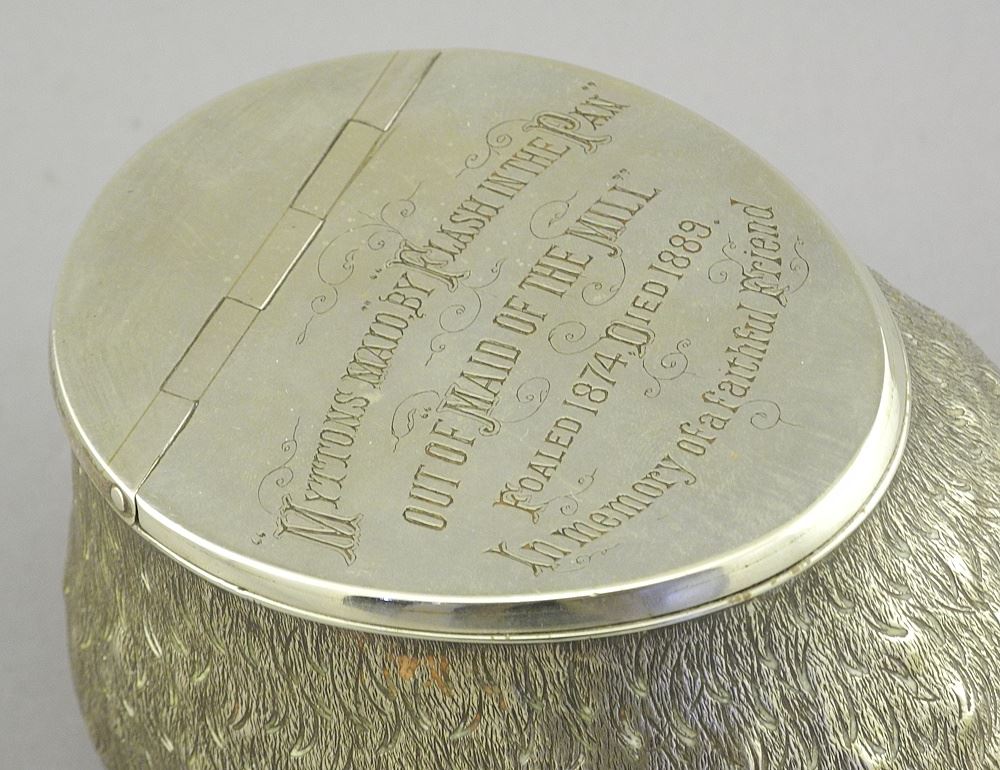 "MYTTONS MAID," BY "FLASH IN THE PAN"
OUT OF "MAID OF THE MILL"
FOALED 1874, DIED 1889.
In memory of a faithful Friend